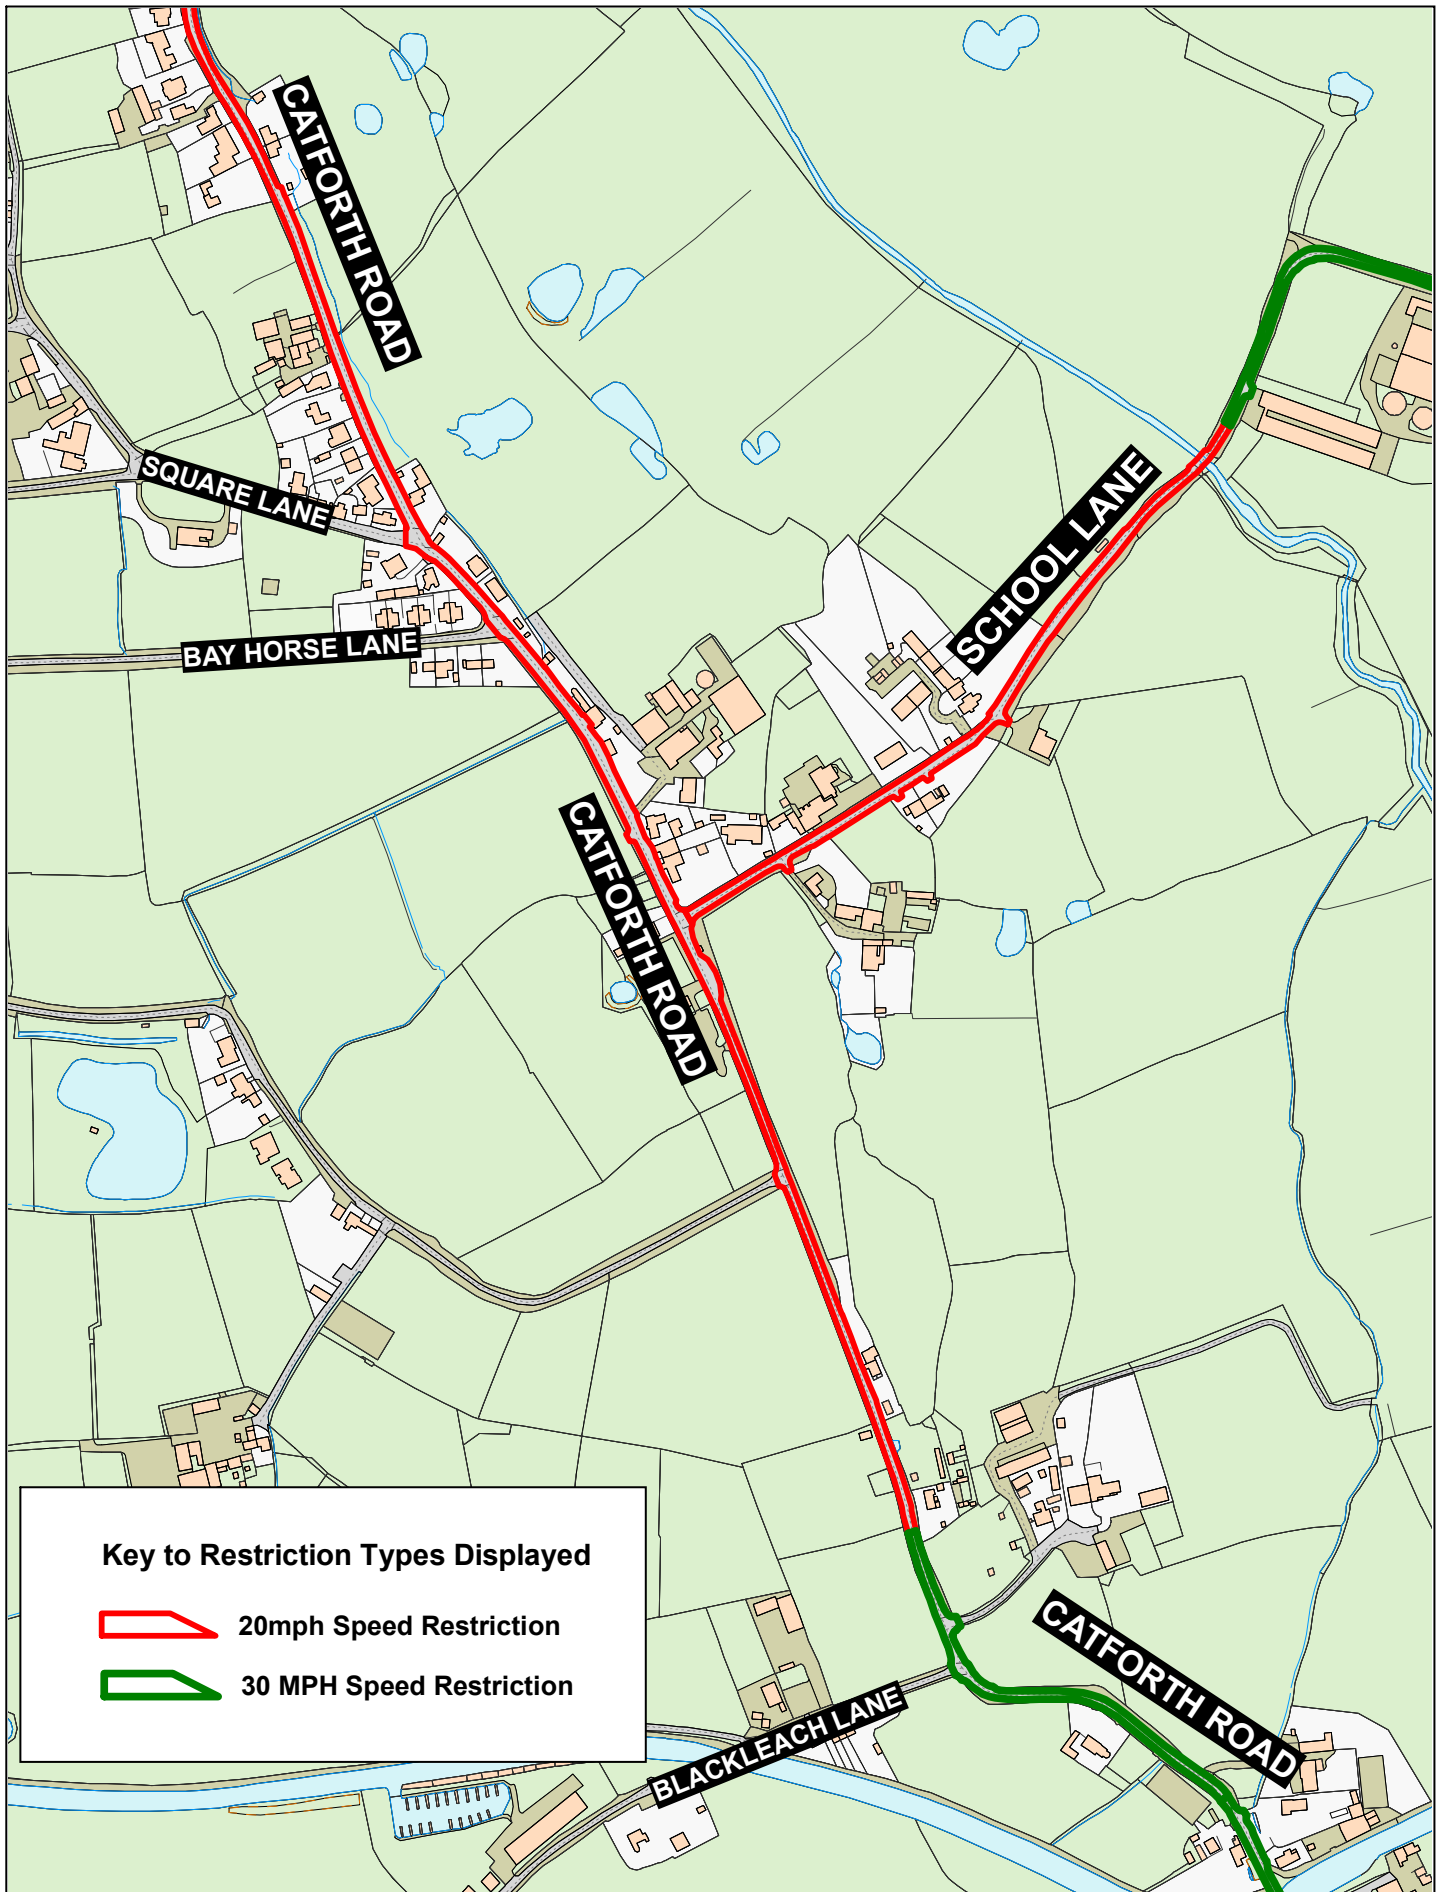 CATFORTH ROAD
SQUARE LANE
SCHOOL LANE
BAY HORSE LANE
CATFORTH ROAD
Key to Restriction Types Displayed
20mph Speed Restriction
30 MPH Speed Restriction
CATFORTH ROAD
BLACKLEACH LANE